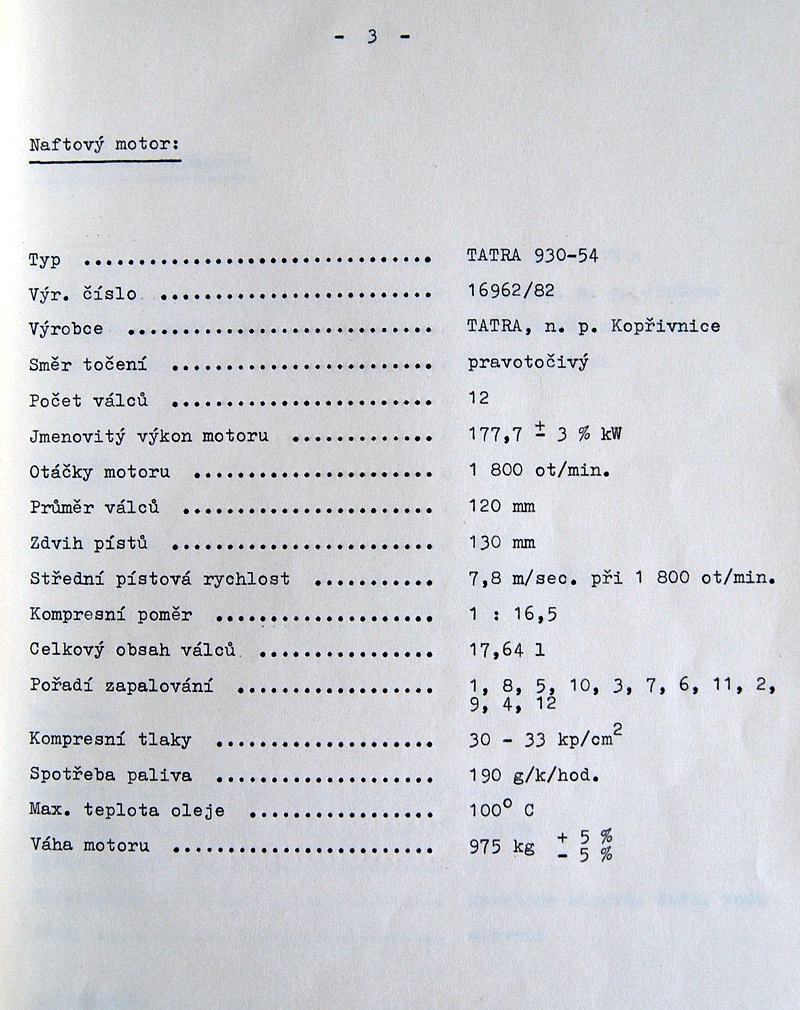 - 3 -
Naftový motor:
Typ ................................ TATRA 930-54
Výr. číslo ......................... 16962/82
Výrobce ............................ TATRA, n. p. Kopřivnice
Směr točení ........................ pravotočivý
Počet válců ........................ 12
Jmenovitý výkon motoru ............. 177,7 ± 3 % kW
Otáčky motoru ...................... 1 800 ot/min.
Průměr válců ....................... 120 mm
Zdvih pístů ........................ 130 mm
Střední pístová rychlost ........... 7,8 m/sec. při 1 800 ot/min.
Kompresní poměr .................... 1 : 16,5
Celkový obsah válců ................ 17,64 l
Pořadí zapalování .................. 1, 8, 5, 10, 3, 7, 6, 11, 2,
9, 4, 12
Kompresní tlaky .................... 30 - 33 kp/cm²
Spotřeba paliva .................... 190 g/k/hod.
Max. teplota oleje ................. 100° C
Váha motoru ........................ 975 kg + 5 %
- 5 %